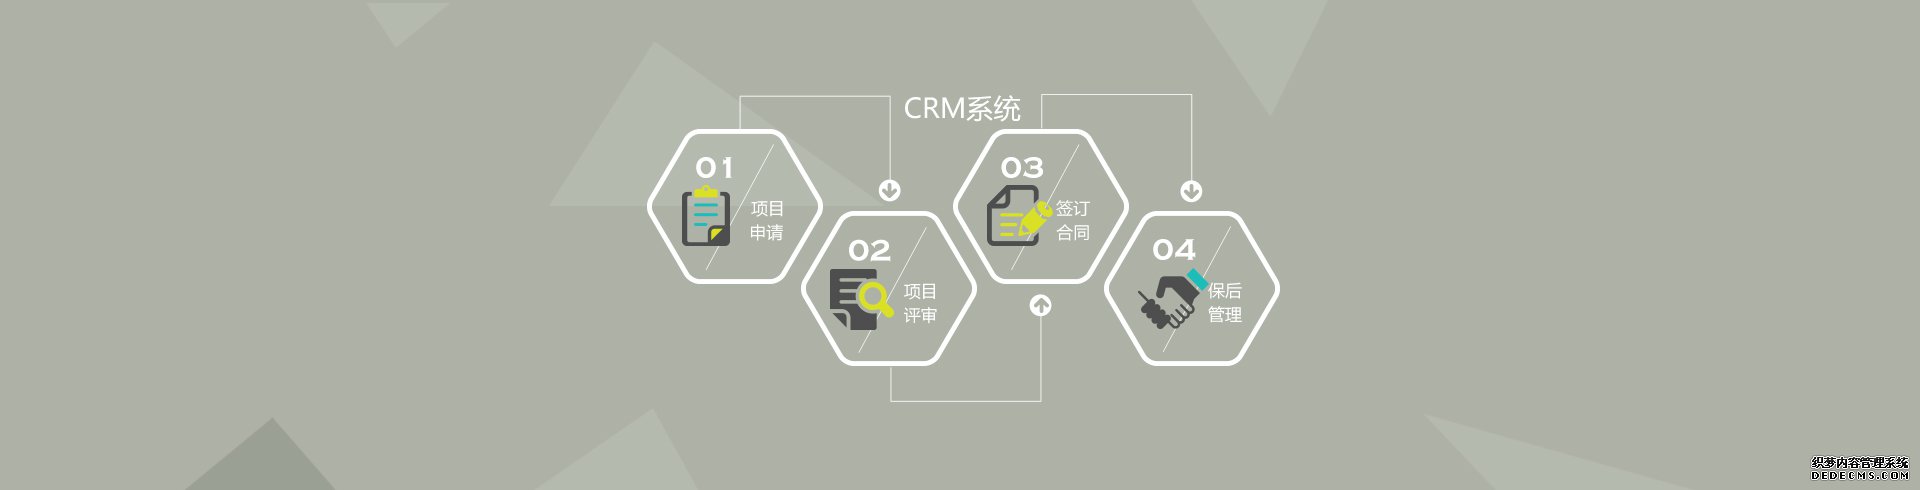 CRM系统
01
项目
申请
02
项目
评审
03
签订
合同
04
保后
管理
织梦内容管理系统
DEDECMS.COM